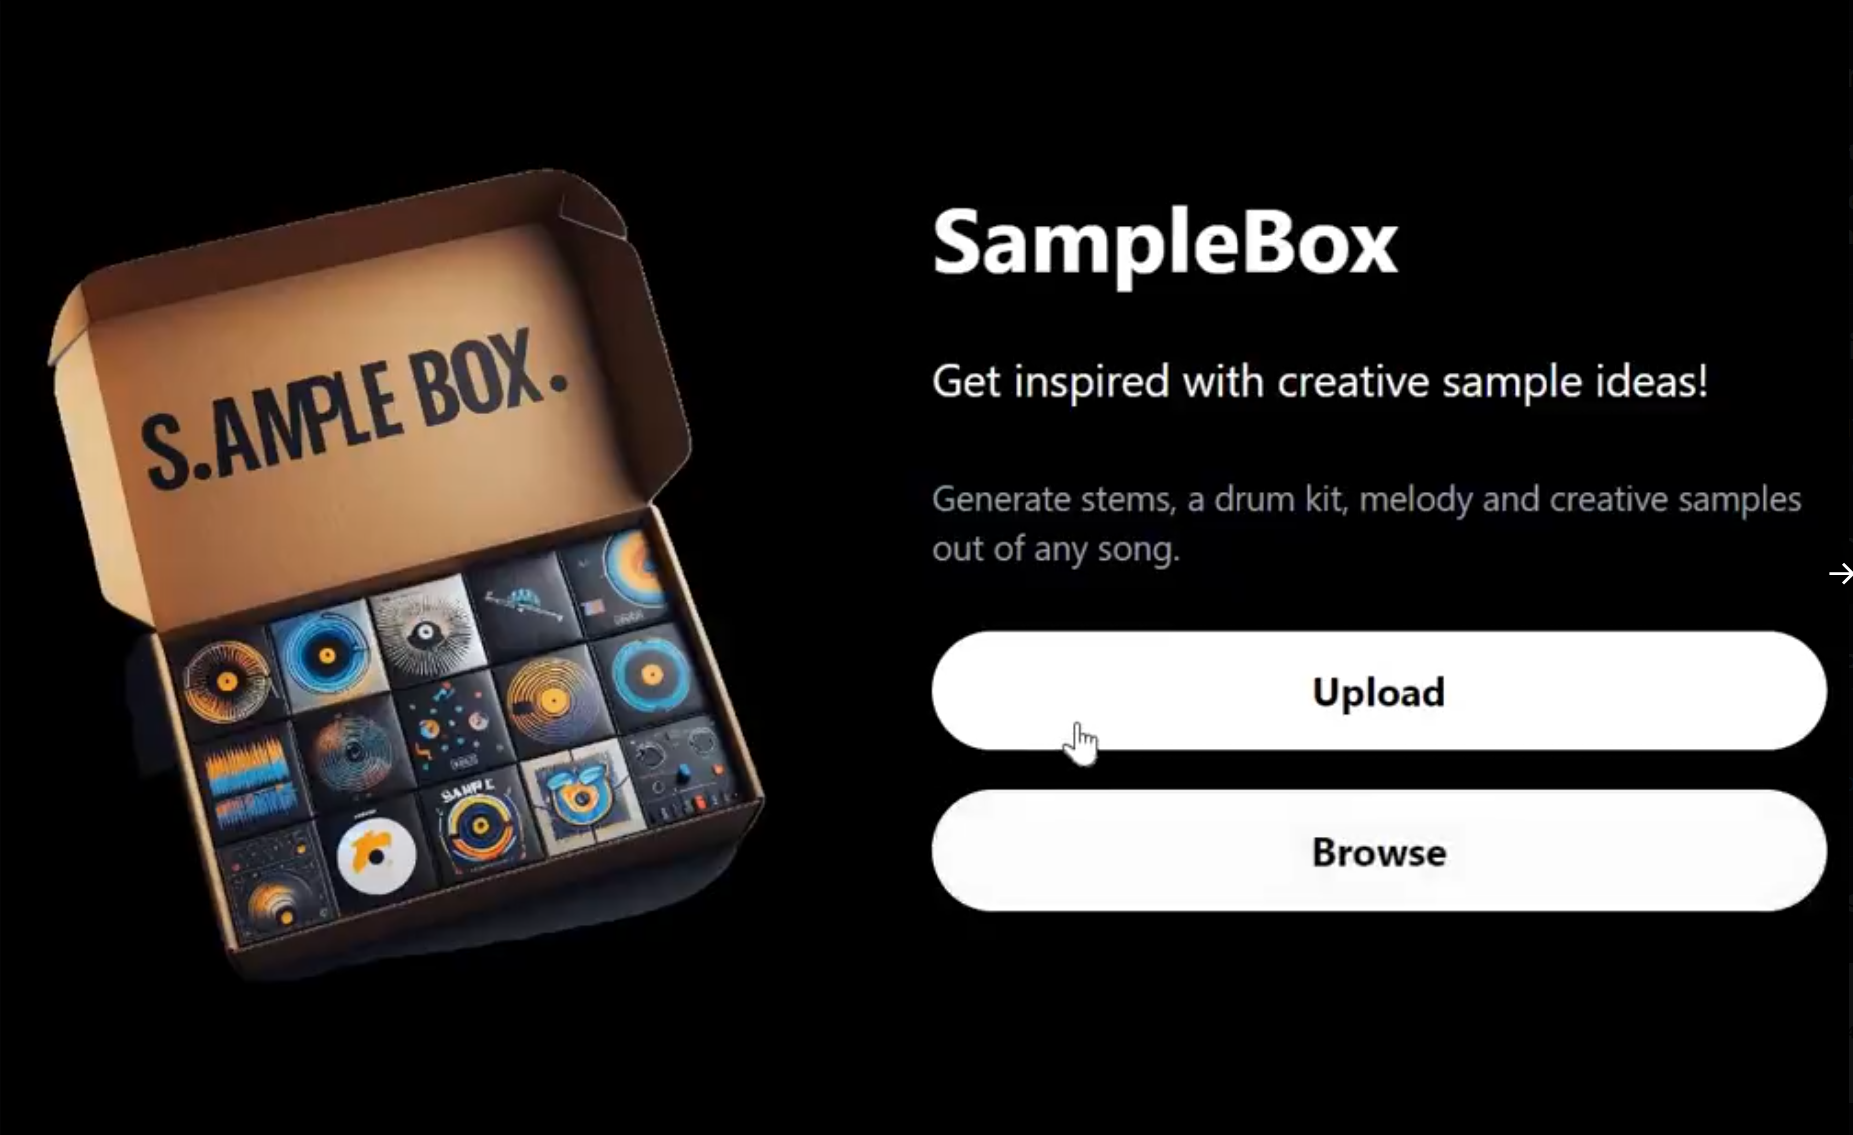 S.AMPLE BOX.
SAMPLE
SampleBox
Get inspired with creative sample ideas!
Generate stems, a drum kit, melody and creative samples
out of any song.
Upload
Browse